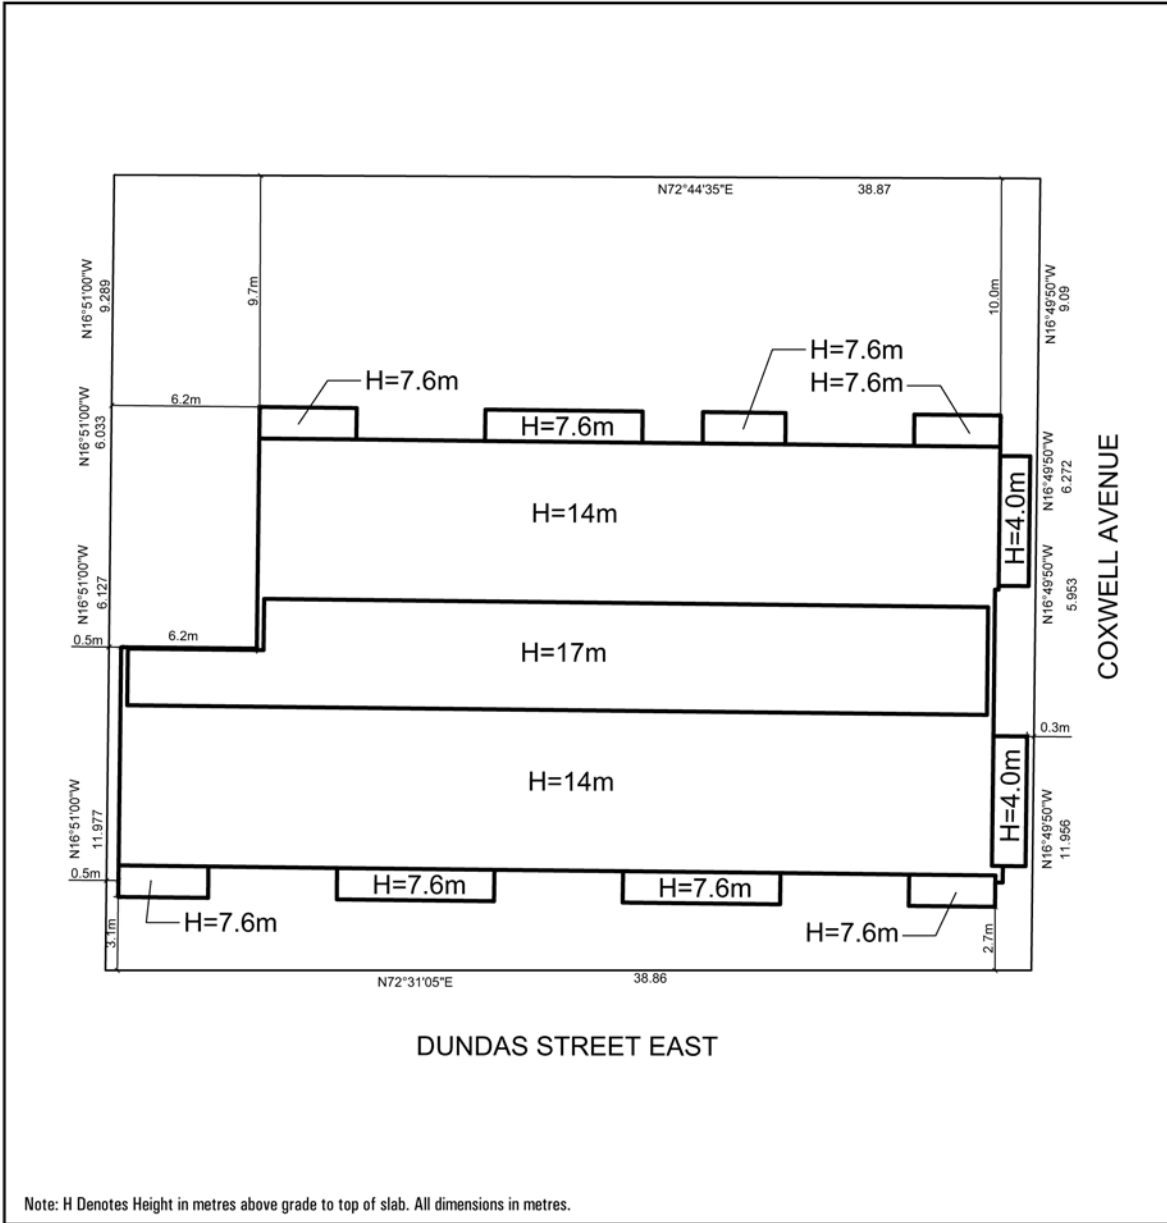 N72°44'35"E 38.87
N16°51'00"W
9.289
9.7m
10.0m
N16°49'50"W
9.09
H=7.6m
H=7.6m
H=7.6m
6.2m
N16°51'00"W
6.033
H=7.6m
N16°49'50"W
6.272
H=4.0m
H=14m
COXWELL AVENUE
N16°51'00"W
6.127
N16°49'50"W
5.953
0.5m
6.2m
H=17m
0.3m
H=14m
H=4.0m
N16°51'00"W
11.977
N16°49'50"W
11.956
0.5m
H=7.6m
H=7.6m
H=7.6m
H=7.6m
3.1m
2.7m
N72°31'05"E 38.86
DUNDAS STREET EAST
Note: H Denotes Height in metres above grade to top of slab. All dimensions in metres.